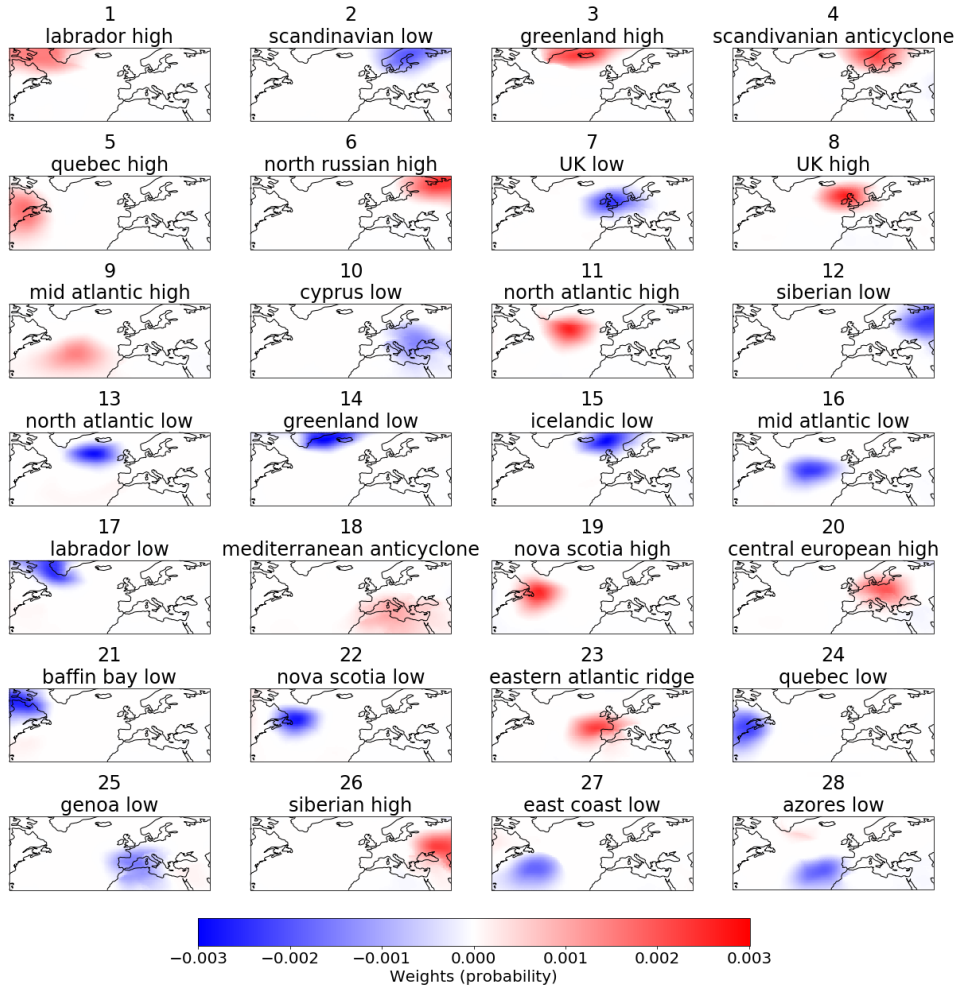 1
labrador high
2
scandinavian low
3
greenland high
4
scandivanian anticyclone
5
quebec high
6
north russian high
7
UK low
8
UK high
9
mid atlantic high
10
cyprus low
11
north atlantic high
12
siberian low
13
north atlantic low
14
greenland low
15
icelandic low
16
mid atlantic low
17
labrador low
18
mediterranean anticyclone
19
nova scotia high
20
central european high
21
baffin bay low
22
nova scotia low
23
eastern atlantic ridge
24
quebec low
25
genoa low
26
siberian high
27
east coast low
28
azores low
−0.003 −0.002 −0.001 0.000 0.001 0.002 0.003
Weights (probability)